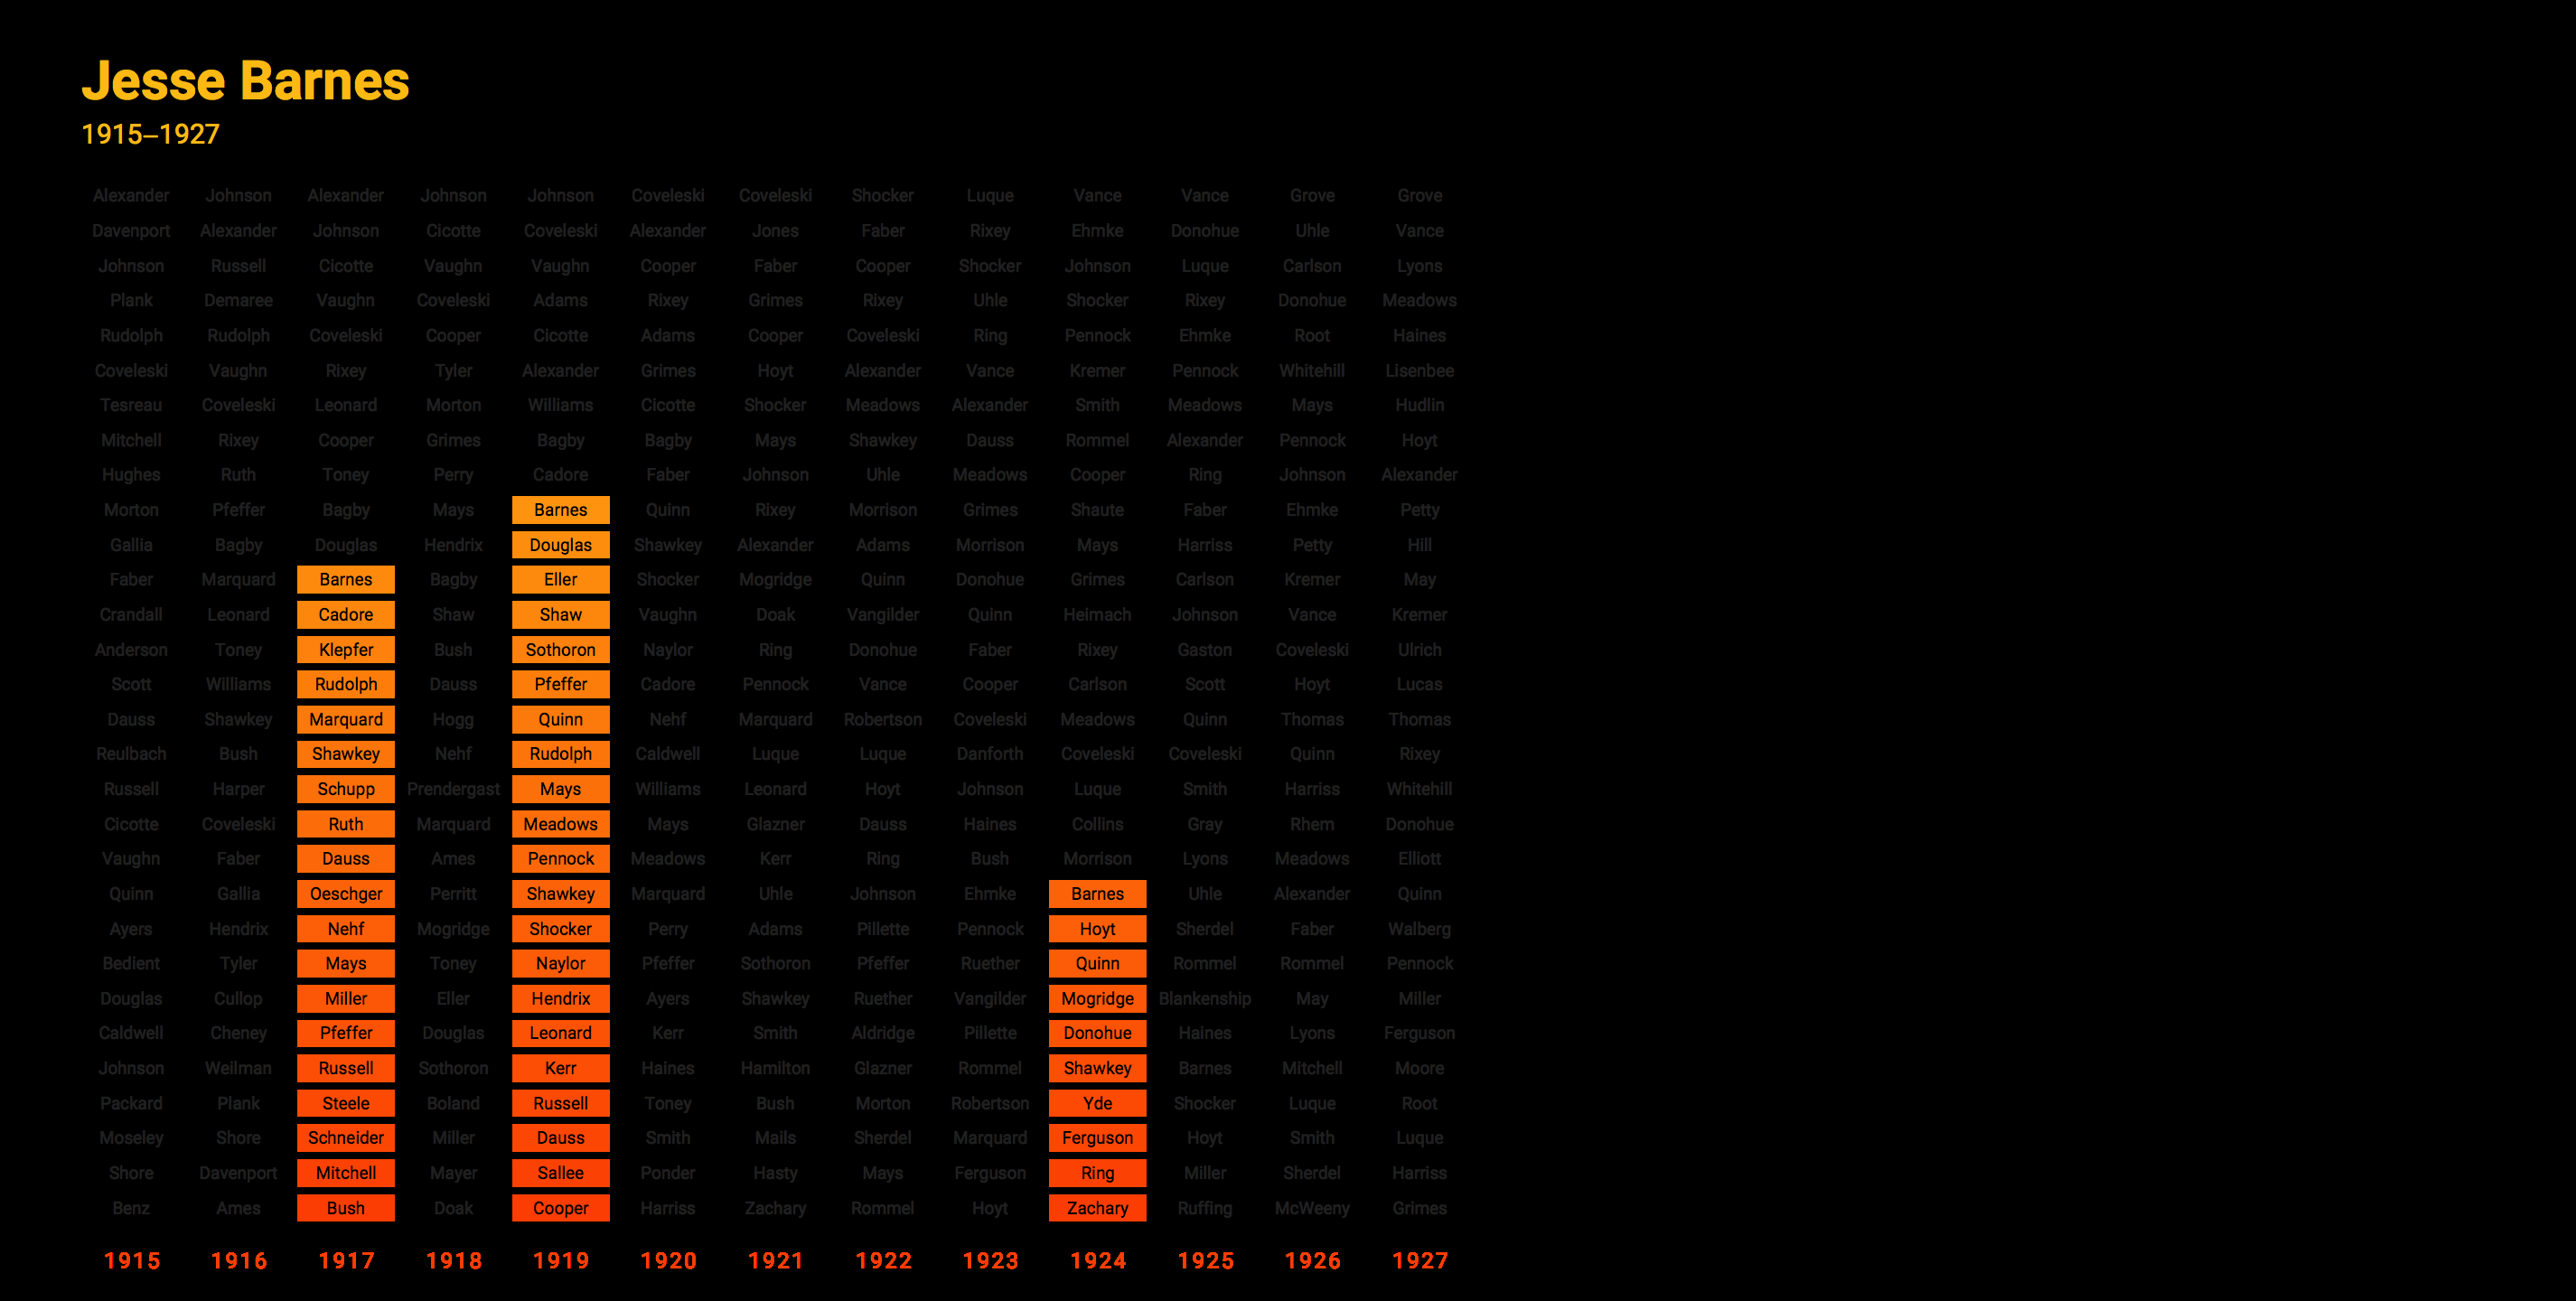 Jesse Barnes
1915–1927
Alexander Johnson Alexander Johnson Johnson Coveleski Coveleski Shocker Luque Vance Vance Grove Grove
Davenport Alexander Johnson Cicotte Coveleski Alexander Jones Faber Rixey Ehmke Donohue Uhle Vance
Johnson Russell Cicotte Vaughn Vaughn Cooper Faber Cooper Shocker Johnson Luque Carlson Lyons
Plank Demaree Vaughn Coveleski Adams Rixey Grimes Rixey Uhle Shocker Rixey Donohue Meadows
Rudolph Rudolph Coveleski Cooper Cicotte Adams Cooper Coveleski Ring Pennock Ehmke Root Haines
Coveleski Vaughn Rixey Tyler Alexander Grimes Hoyt Alexander Vance Kremer Pennock Whitehill Lisenbee
Tesreau Coveleski Leonard Morton Williams Cicotte Shocker Meadows Alexander Smith Meadows Mays Hudlin
Mitchell Rixey Cooper Grimes Bagby Bagby Mays Shawkey Dauss Rommel Alexander Pennock Hoyt
Hughes Ruth Toney Perry Cadore Faber Johnson Uhle Meadows Cooper Ring Johnson Alexander
Morton Pfeffer Bagby Mays Barnes Quinn Rixey Morrison Grimes Shaute Faber Ehmke Petty
Gallia Bagby Douglas Hendrix Douglas Shawkey Alexander Adams Morrison Mays Harriss Petty Hill
Faber Marquard Barnes Bagby Eller Shocker Mogridge Quinn Donohue Grimes Carlson Kremer May
Crandall Leonard Cadore Shaw Shaw Vaughn Doak Vangilder Quinn Heimach Johnson Vance Kremer
Anderson Toney Klepfer Bush Sothoron Naylor Ring Donohue Faber Rixey Gaston Coveleski Ulrich
Scott Williams Rudolph Dauss Pfeffer Cadore Pennock Vance Cooper Carlson Scott Hoyt Lucas
Dauss Shawkey Marquard Hogg Quinn Nehf Marquard Robertson Coveleski Meadows Quinn Thomas Thomas
Reulbach Bush Shawkey Nehf Rudolph Caldwell Luque Luque Danforth Coveleski Coveleski Quinn Rixey
Russell Harper Schupp Prendergast Mays Williams Leonard Hoyt Johnson Luque Smith Harriss Whitehill
Cicotte Coveleski Ruth Marquard Meadows Mays Glazner Dauss Haines Collins Gray Rhem Donohue
Vaughn Faber Dauss Ames Pennock Meadows Kerr Ring Bush Morrison Lyons Meadows Elliott
Quinn Gallia Oeschger Perritt Shawkey Marquard Uhle Johnson Ehmke Barnes Uhle Alexander Quinn
Ayers Hendrix Nehf Mogridge Shocker Perry Adams Pillette Pennock Hoyt Sherdel Faber Walberg
Bedient Tyler Mays Toney Naylor Pfeffer Sothoron Pfeffer Ruether Quinn Rommel Rommel Pennock
Douglas Cullop Miller Eller Hendrix Ayers Shawkey Ruether Vangilder Mogridge Blankenship May Miller
Caldwell Cheney Pfeffer Douglas Leonard Kerr Smith Aldridge Pillette Donohue Haines Lyons Ferguson
Johnson Weilman Russell Sothoron Kerr Haines Hamilton Glazner Rommel Shawkey Barnes Mitchell Moore
Packard Plank Steele Boland Russell Toney Bush Morton Robertson Yde Shocker Luque Root
Moseley Shore Schneider Miller Dauss Smith Mails Sherdel Marquard Ferguson Hoyt Smith Luque
Shore Davenport Mitchell Mayer Sallee Ponder Hasty Mays Ferguson Ring Miller Sherdel Harriss
Benz Ames Bush Doak Cooper Harriss Zachary Rommel Hoyt Zachary Ruffing McWeeny Grimes
1915 1916 1917 1918 1919 1920 1921 1922 1923 1924 1925 1926 1927